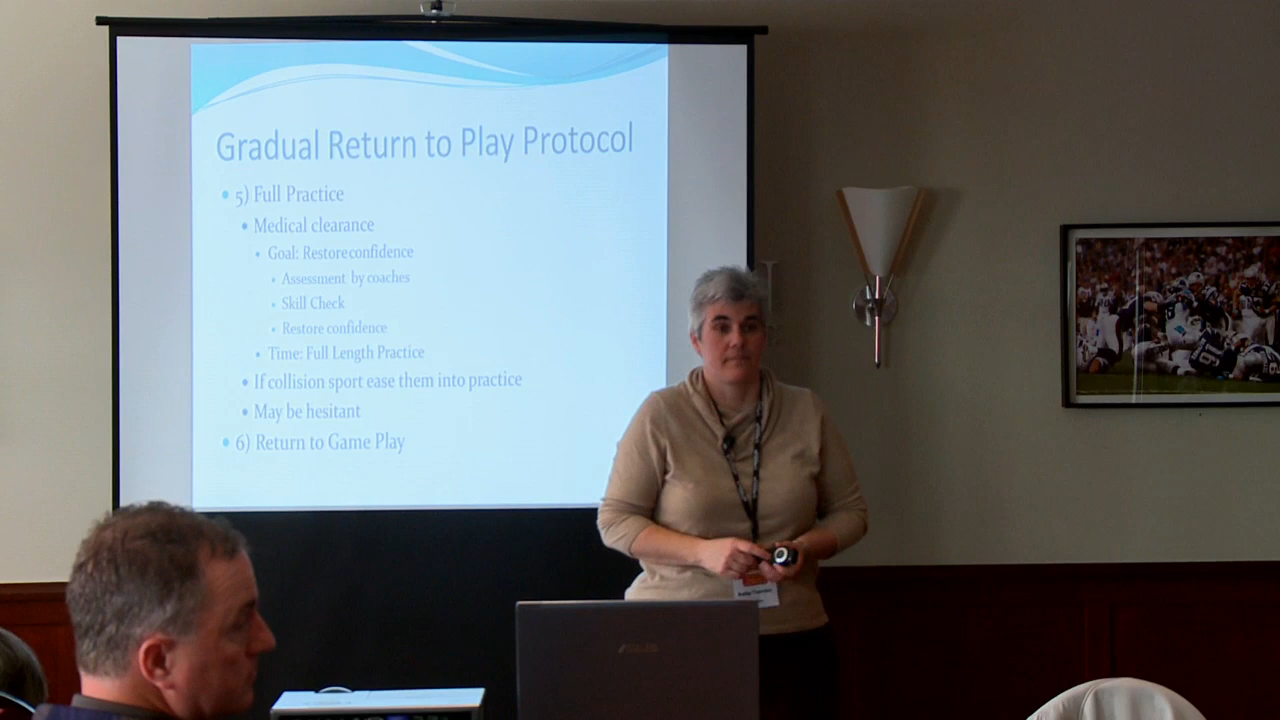 Gradual Return to Play Protocol
5) Full Practice
Medical clearance
Goal: Restore confidence
Assessment by coaches
Skill Check
Restore confidence
Time: Full Length Practice
If collision sport ease them into practice
May be hesitant
6) Return to Game Play
ASUS